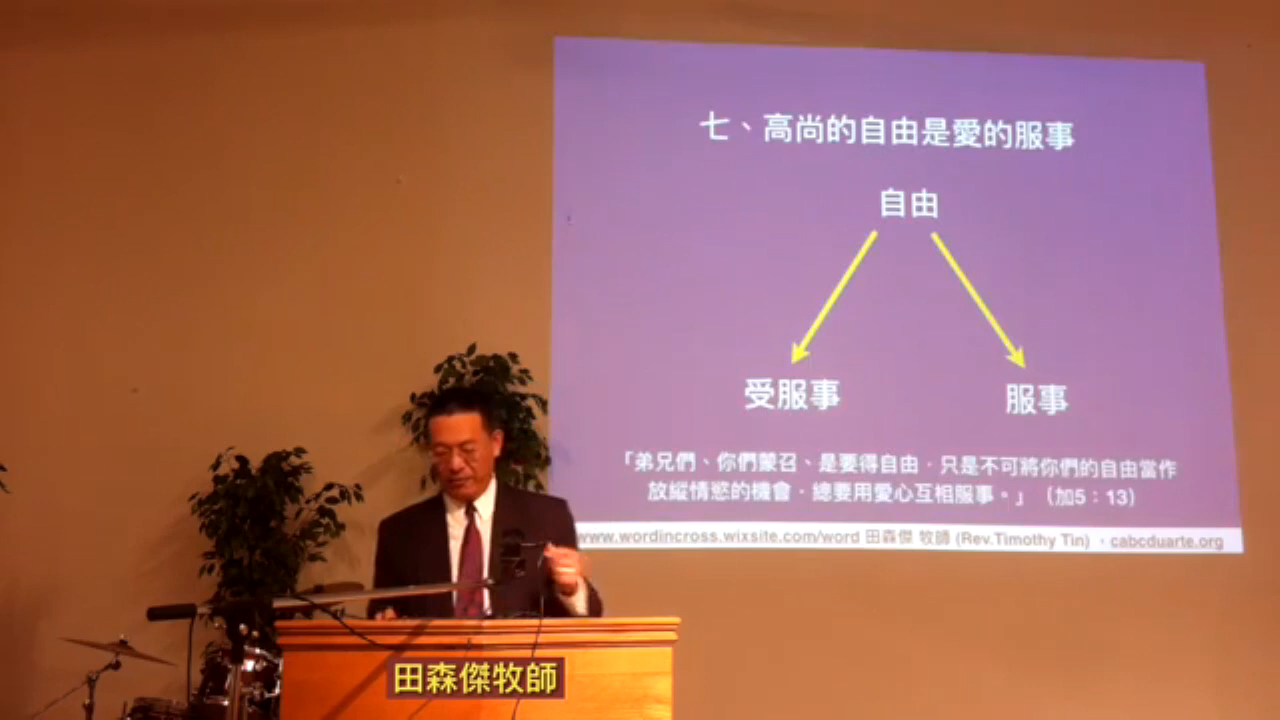 七、高尚的自由是愛的服事
自由
受服事
服事
「弟兄們、你們蒙召、是要得自由．只是不可將你們的自由當作
放縱情慾的機會．總要用愛心互相服事。」（加5：13）
www.wordincross.wixsite.com/word 田森傑 牧師 (Rev.Timothy Tin) ，cabcduarte.org
田森傑牧師